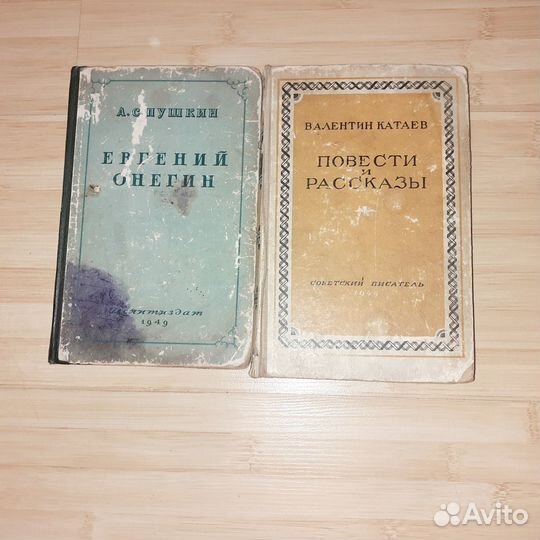 А. С. ПУШКИН
ЕВГЕНИЙ
ОНЕГИН
1949
ВАЛЕНТИН КАТАЕВ
ПОВЕСТИ
И
РАССКАЗЫ
СОВЕТСКИЙ ПИСАТЕЛЬ
Avito